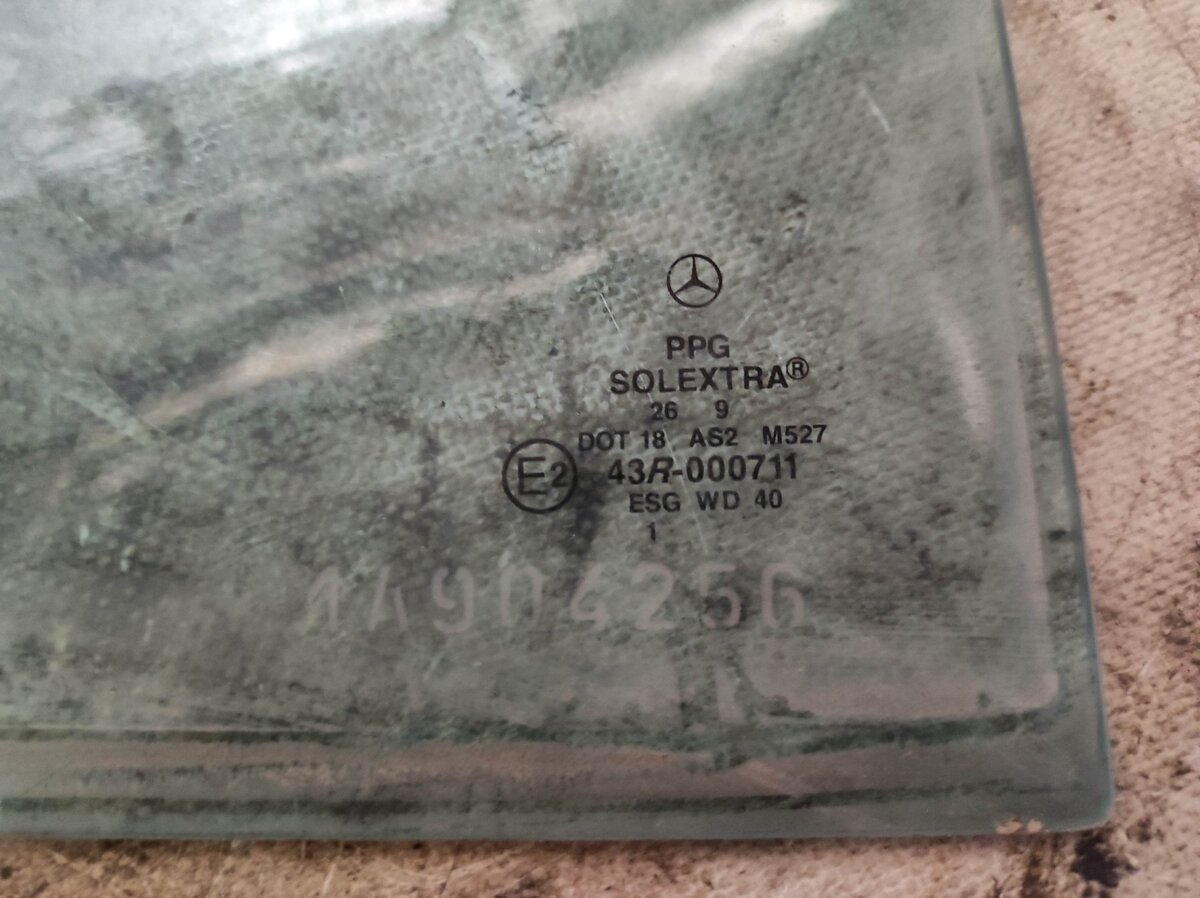 PPG
SOLEXTRA®
26 9
DOT 18 AS2 M527
E2 43R-000711
ESG WD 40
1